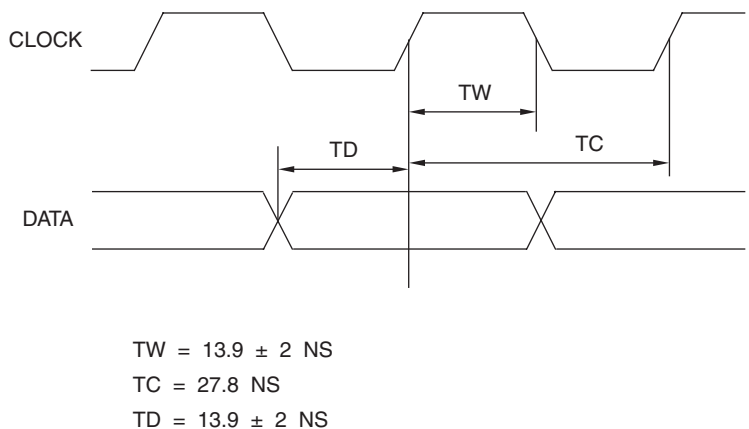 CLOCK
TW
TD
TC
DATA
TW = 13.9 ± 2 NS
TC = 27.8 NS
TD = 13.9 ± 2 NS